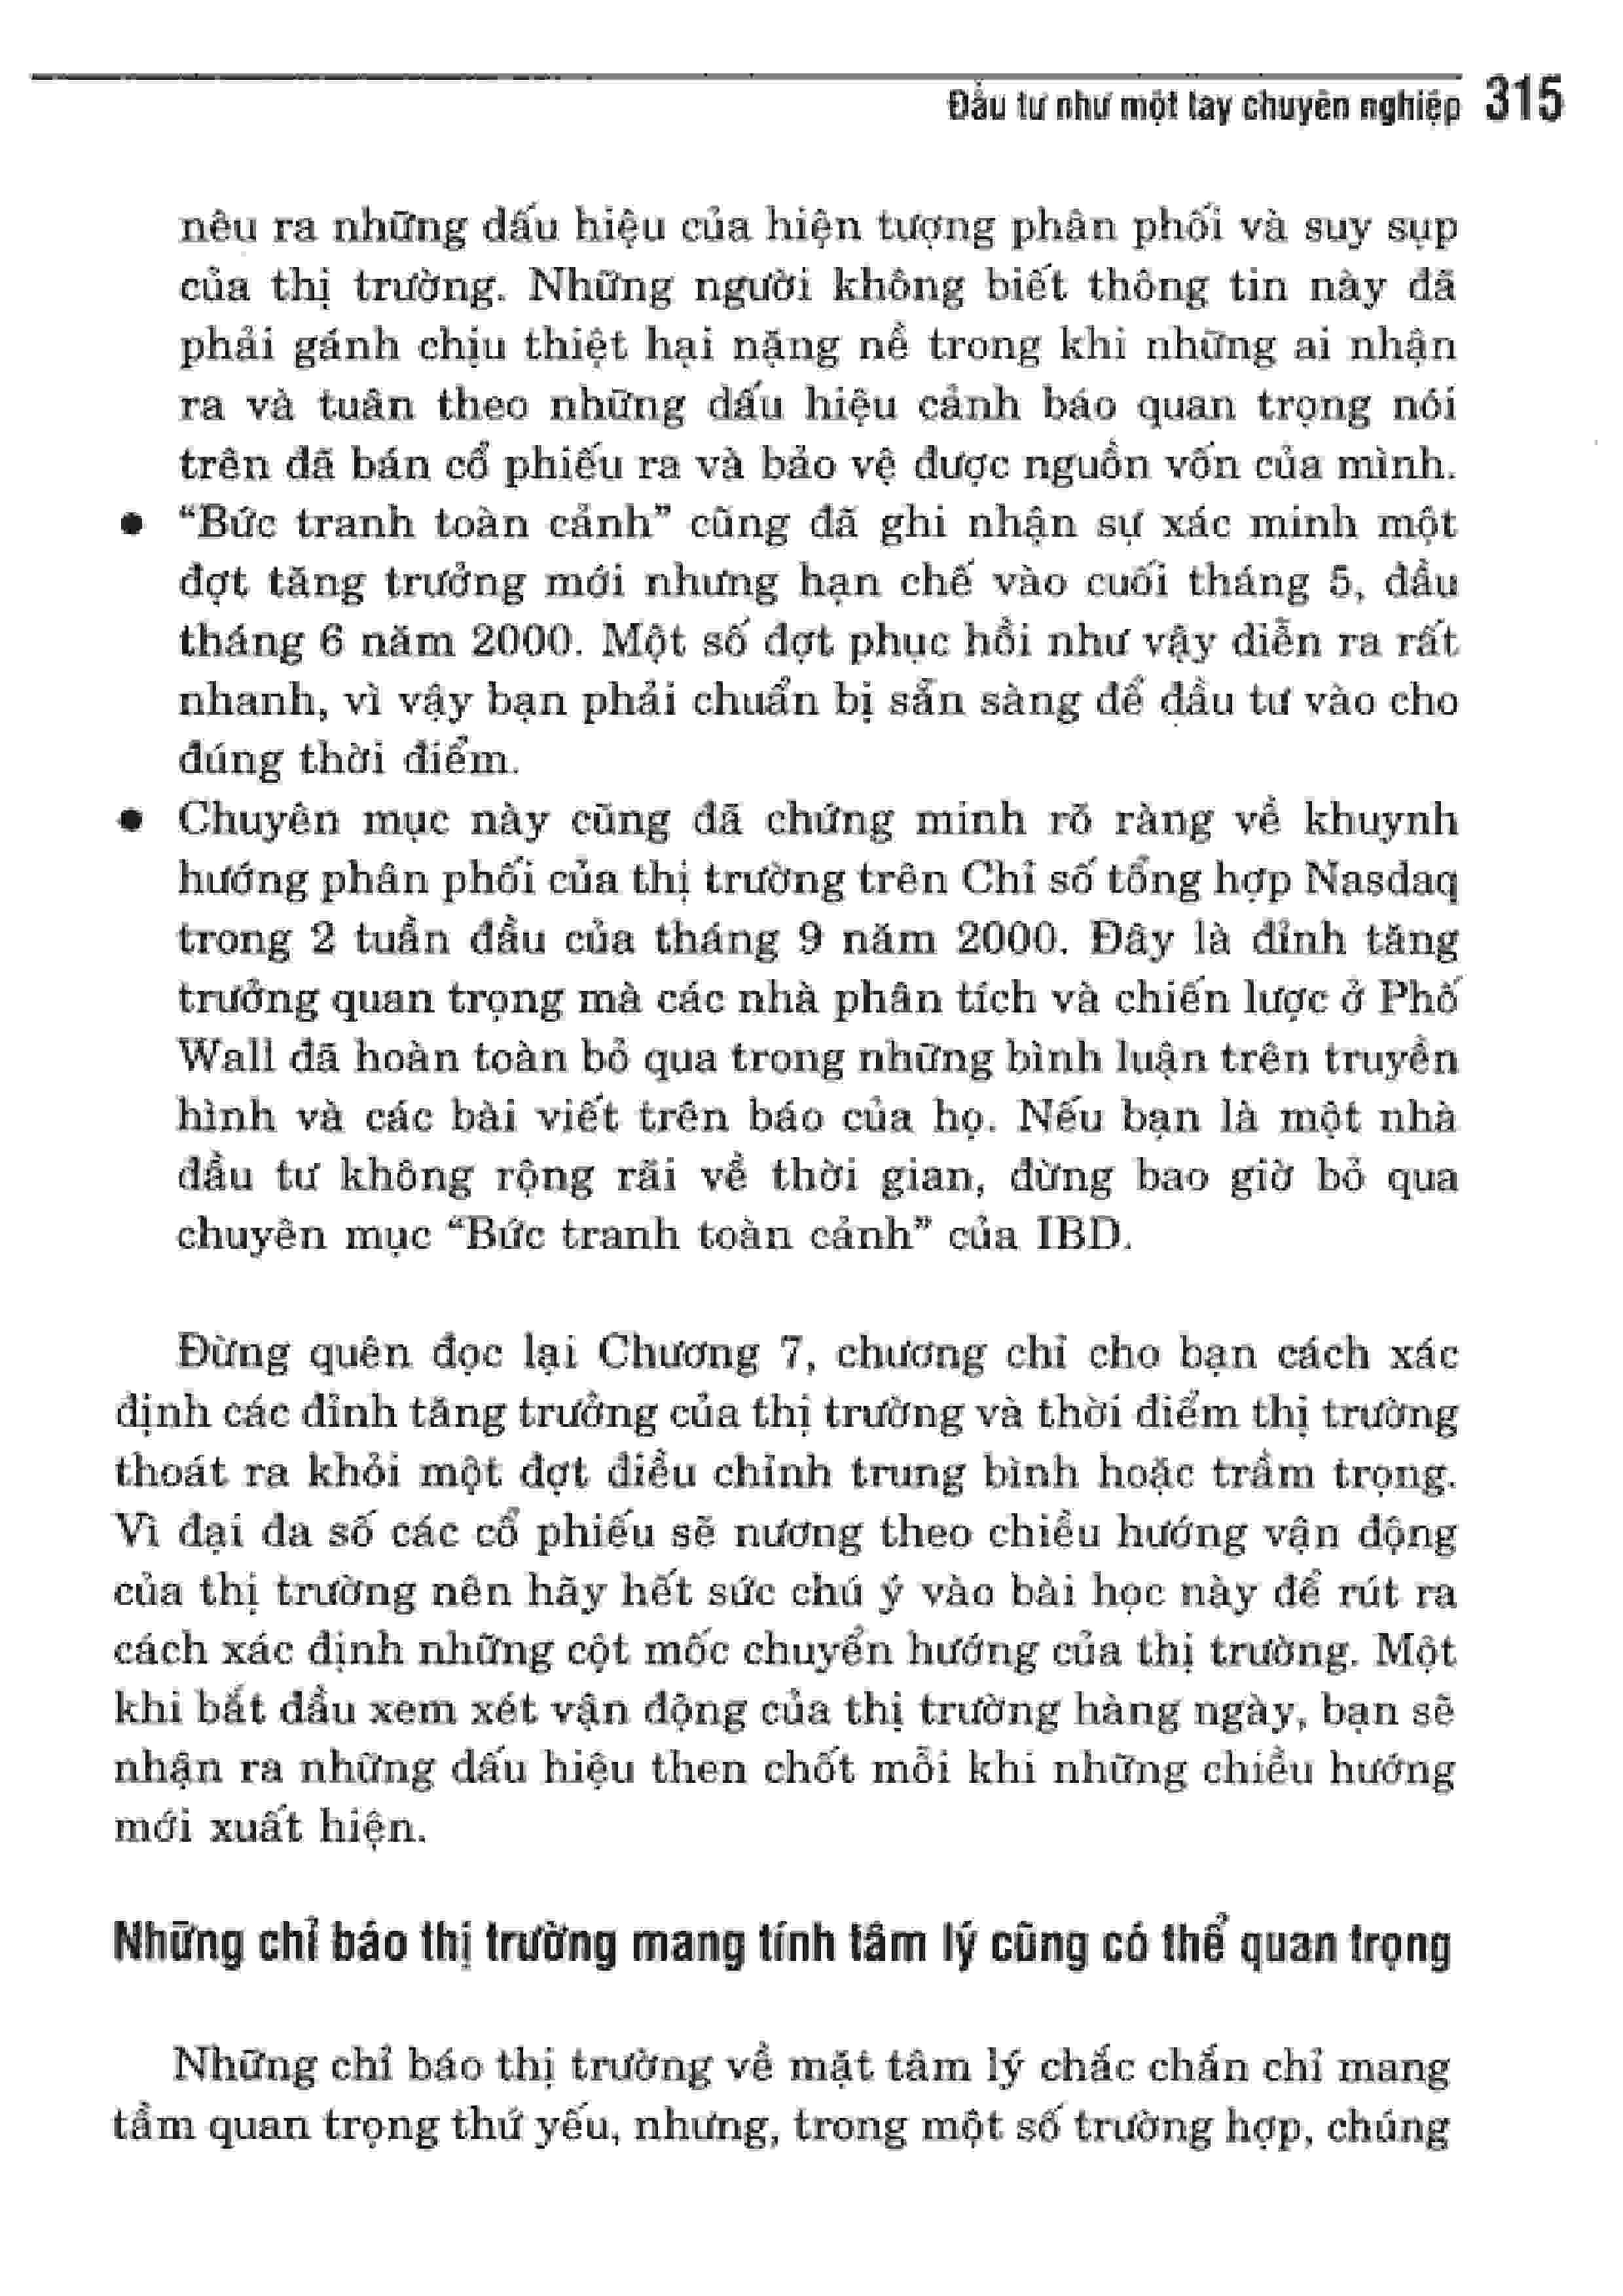 Đầu tư như một tay chuyên nghiệp 315
nêu ra những dấu hiệu của hiện tượng phân phối và suy sụp
của thị trường. Những người không biết thông tin này đã
phải gánh chịu thiệt hại nặng nề trong khi những ai nhận
ra và tuân theo những dấu hiệu cảnh báo quan trọng nói
trên đã bán cổ phiếu ra và bảo vệ được nguồn vốn của mình.
● “Bức tranh toàn cảnh” cũng đã ghi nhận sự xác minh một
đợt tăng trưởng mới nhưng hạn chế vào cuối tháng 5, đầu
tháng 6 năm 2000. Một số đợt phục hồi như vậy diễn ra rất
nhanh, vì vậy bạn phải chuẩn bị sẵn sàng để đầu tư vào cho
đúng thời điểm.
● Chuyên mục này cũng đã chứng minh rõ ràng về khuynh
hướng phân phối của thị trường trên Chỉ số tổng hợp Nasdaq
trong 2 tuần đầu của tháng 9 năm 2000. Đây là đỉnh tăng
trưởng quan trọng mà các nhà phân tích và chiến lược ở Phố
Wall đã hoàn toàn bỏ qua trong những bình luận trên truyền
hình và các bài viết trên báo của họ. Nếu bạn là một nhà
đầu tư không rộng rãi về thời gian, đừng bao giờ bỏ qua
chuyên mục “Bức tranh toàn cảnh” của IBD.
Đừng quên đọc lại Chương 7, chương chỉ cho bạn cách xác
định các đỉnh tăng trưởng của thị trường và thời điểm thị trường
thoát ra khỏi một đợt điều chỉnh trung bình hoặc trầm trọng.
Vì đại đa số các cổ phiếu sẽ nương theo chiều hướng vận động
của thị trường nên hãy hết sức chú ý vào bài học này để rút ra
cách xác định những cột mốc chuyển hướng của thị trường. Một
khi bắt đầu xem xét vận động của thị trường hàng ngày, bạn sẽ
nhận ra những dấu hiệu then chốt mỗi khi những chiều hướng
mới xuất hiện.
Những chỉ báo thị trường mang tính tâm lý cũng có thể quan trọng
Những chỉ báo thị trường về mặt tâm lý chắc chắn chỉ mang
tầm quan trọng thứ yếu, nhưng, trong một số trường hợp, chúng